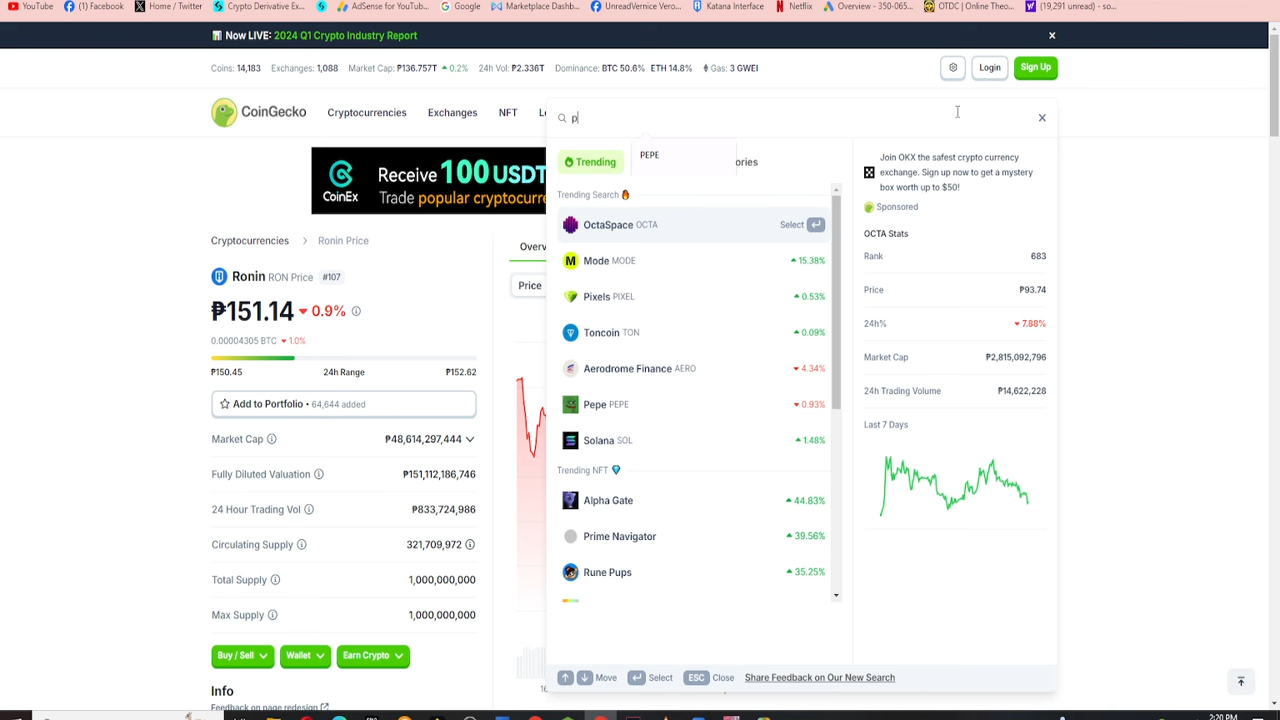 YouTube (1) Facebook Home / Twitter Crypto Derivative Ex... AdSense for YouTub... Google Marketplace Dashb... UnreadVernice Vero... Katana Interface Netflix Overview - 350-065... OTDC | Online Theo... (19,291 unread) - so...
Now LIVE: 2024 Q1 Crypto Industry Report
Coins: 14,183 Exchanges: 1,088 Market Cap: ₱136.757T 0.2% 24h Vol: ₱2.336T Dominance: BTC 50.6% ETH 14.8% Gas: 3 GWEI
Login
Sign Up
CoinGecko
Cryptocurrencies Exchanges NFT
p
PEPE
Trending
ories
CoinEx
Receive 100 USDT
Trade popular cryptocurre
Cryptocurrencies > Ronin Price
Ronin RON Price #107
₱151.14 0.9%
0.00004305 BTC 1.0%
₱150.45 24h Range ₱152.62
Add to Portfolio • 64,644 added
Market Cap ₱48,614,297,444
Fully Diluted Valuation ₱151,112,186,746
24 Hour Trading Vol ₱833,724,986
Circulating Supply 321,709,972
Total Supply 1,000,000,000
Max Supply 1,000,000,000
Buy / Sell Wallet Earn Crypto
Info
Feedback on page redesign
Overv
Price
Trending Search
OctaSpace OCTA Select
Mode MODE 15.38%
Pixels PIXEL 0.53%
Toncoin TON 0.09%
Aerodrome Finance AERO 4.34%
Pepe PEPE 0.93%
Solana SOL 1.48%
Trending NFT
Alpha Gate 44.83%
Prime Navigator 39.56%
Rune Pups 35.25%
Join OKX the safest crypto currency
exchange. Sign up now to get a mystery
box worth up to $50!
Sponsored
OCTA Stats
Rank 683
Price ₱93.74
24h% 7.88%
Market Cap ₱2,815,092,796
24h Trading Volume ₱14,622,228
Last 7 Days
Move Select ESC Close Share Feedback on Our New Search
2:20 PM